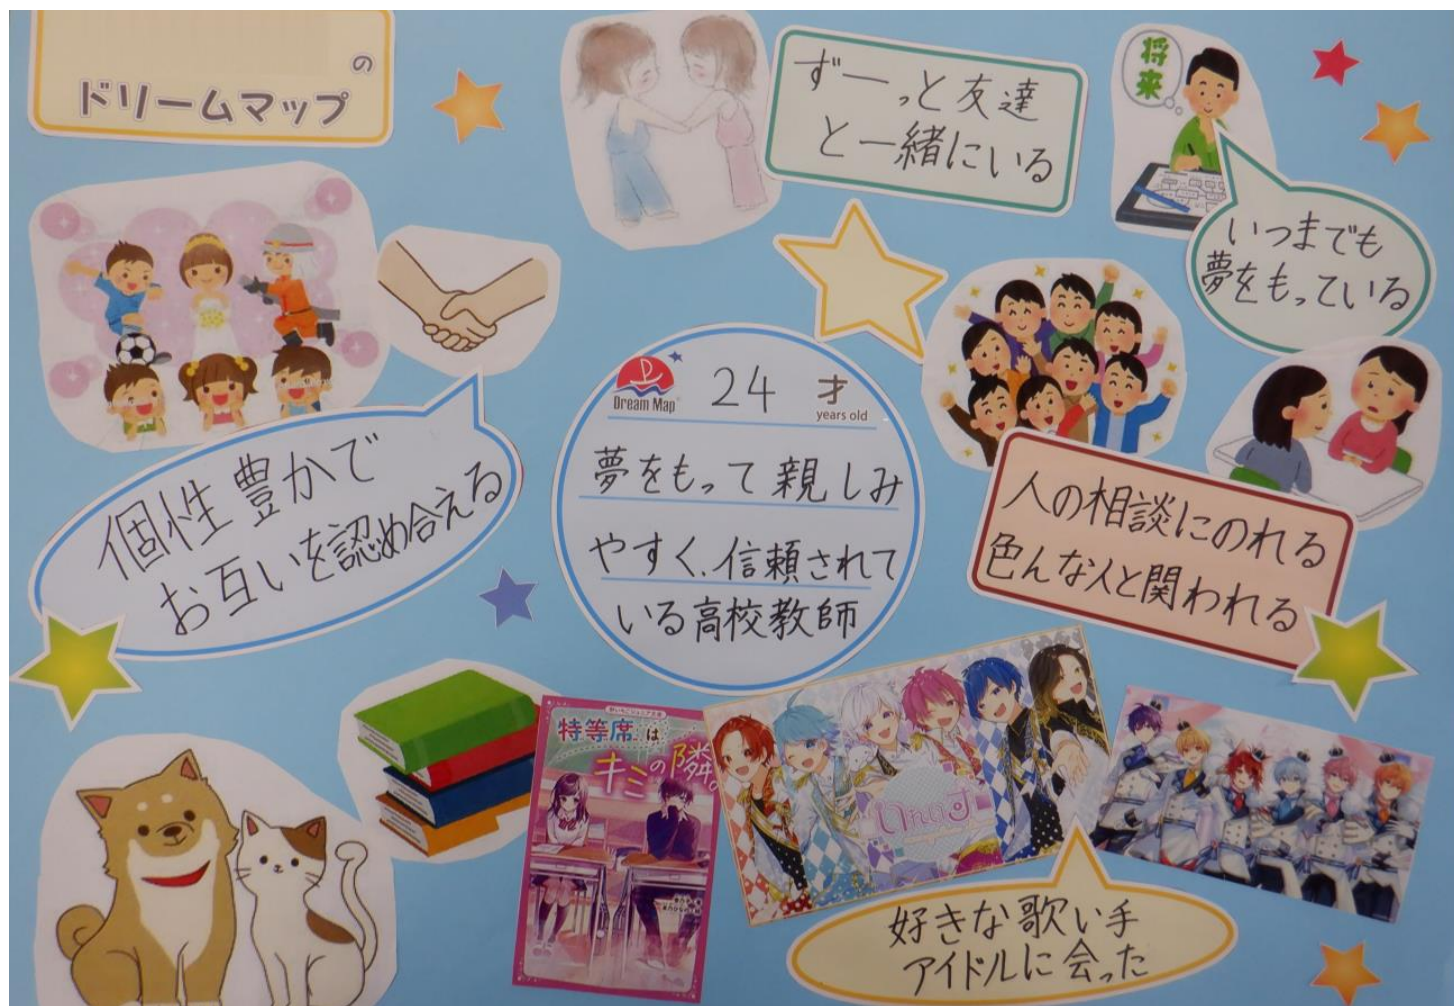 の
ドリームマップ
ずーっと友達
と一緒にいる
将来
いつまでも
夢をもっている
Dream Map
24 才
years old
夢をもって親しみ
やすく、信頼されて
いる高校教師
個性豊かで
お互いを認め合える
人の相談にのれる
色んな人と関われる
特等席は
キミの隣。
いれいす
好きな歌い手
アイドルに会った